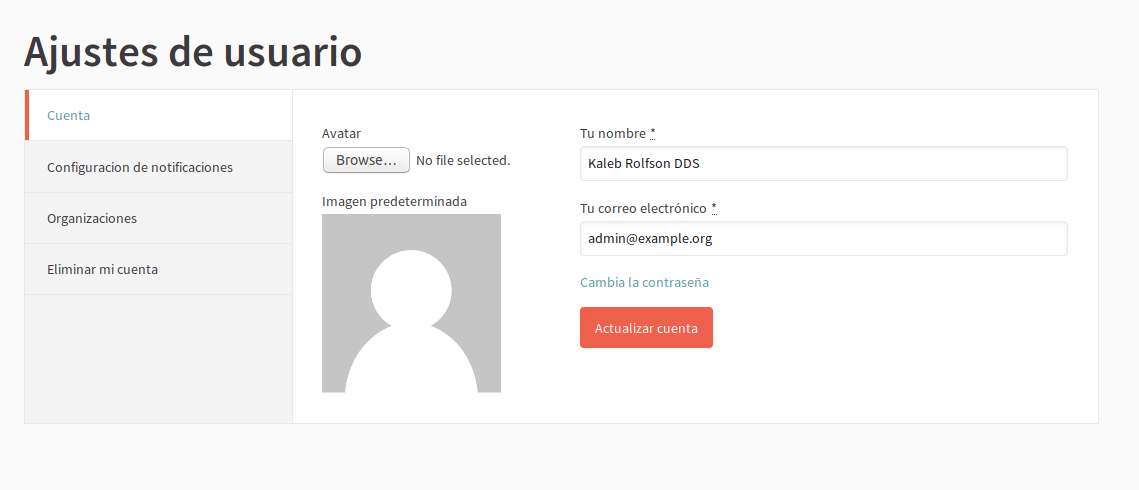 Ajustes de usuario
Cuenta
Configuracion de notificaciones
Organizaciones
Eliminar mi cuenta
Avatar
Browse... No file selected.
Imagen predeterminada
Tu nombre *
Kaleb Rolfson DDS
Tu correo electrónico *
admin@example.org
Cambia la contraseña
Actualizar cuenta